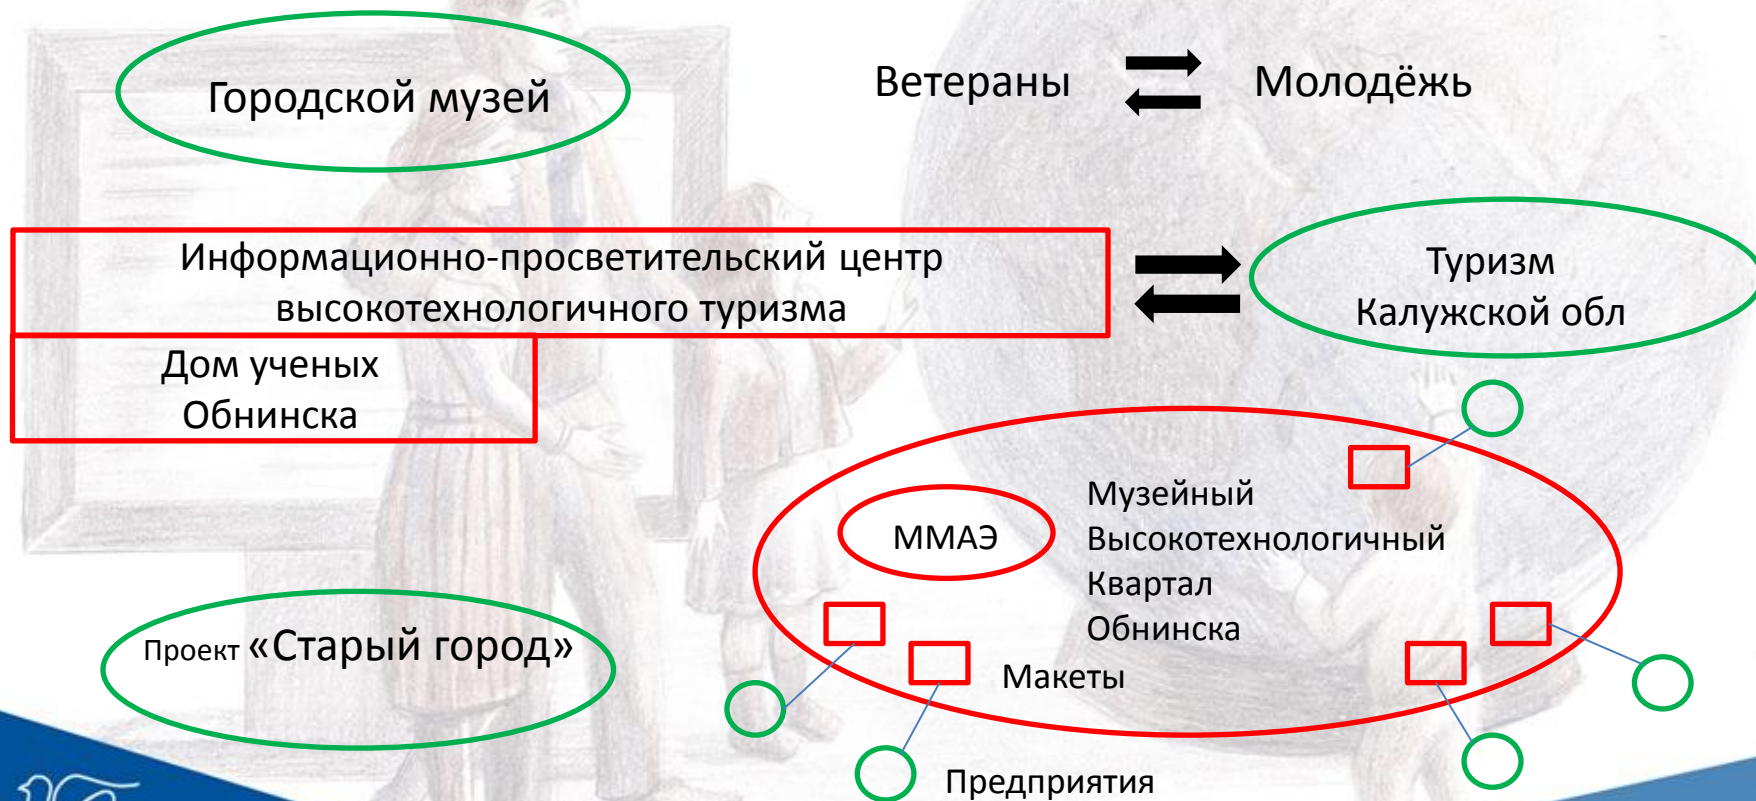 Городской музей
Ветераны
Молодёжь
Информационно-просветительский центр
высокотехнологичного туризма
Туризм
Калужской обл
Дом ученых
Обнинска
ММАЭ
Музейный
Высокотехнологичный
Квартал
Обнинска
Макеты
Проект «Старый город»
Предприятия